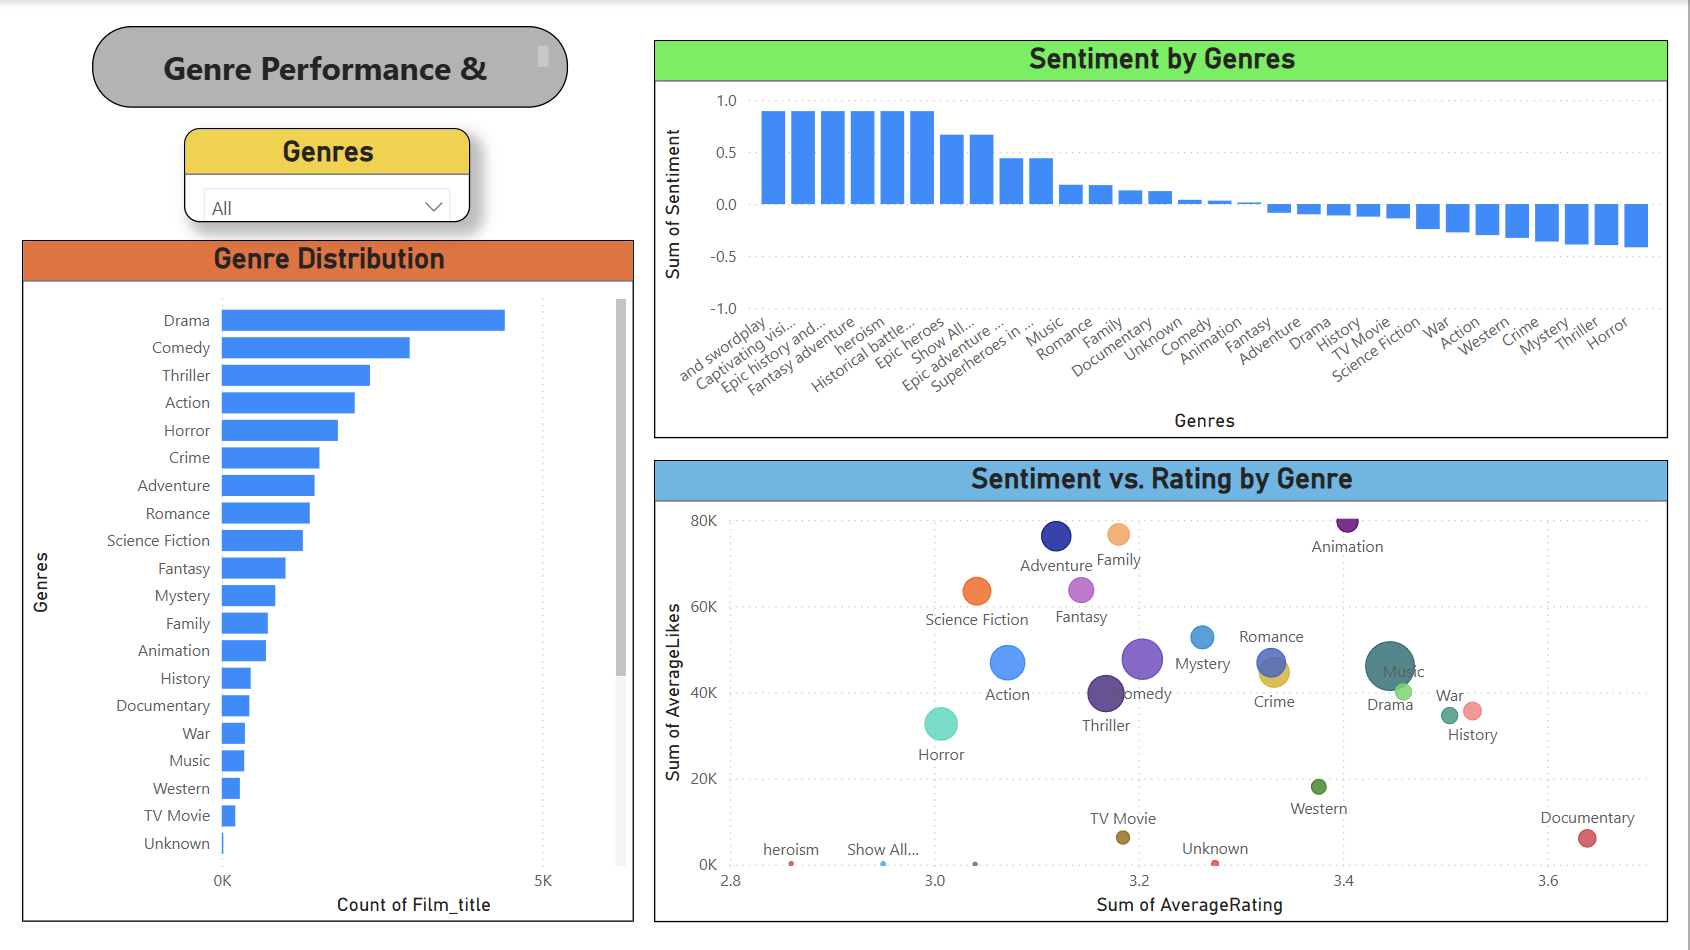 Genre Performance &
Genres
All
Genre Distribution
Genres
Drama
Comedy
Thriller
Action
Horror
Crime
Adventure
Romance
Science Fiction
Fantasy
Mystery
Family
Animation
History
Documentary
War
Music
Western
TV Movie
Unknown
0K
5K
Count of Film_title
Sentiment by Genres
Sum of Sentiment
1.0
0.5
0.0
-0.5
-1.0
and swordplay
Captivating visi...
Epic history and...
Fantasy adventure
heroism
Historical battle...
Epic heroes
Show All...
Epic adventure ...
Superheroes in ...
Music
Romance
Family
Documentary
Unknown
Comedy
Animation
Fantasy
Adventure
Drama
History
TV Movie
Science Fiction
War
Action
Western
Crime
Mystery
Thriller
Horror
Genres
Sentiment vs. Rating by Genre
Sum of AverageLikes
80K
60K
40K
20K
0K
Animation
Adventure
Family
Science Fiction
Fantasy
Romance
Mystery
Action
Comedy
Music
Crime
Drama
War
Thriller
History
Horror
Western
TV Movie
Documentary
heroism
Show All...
Unknown
2.8
3.0
3.2
3.4
3.6
Sum of AverageRating